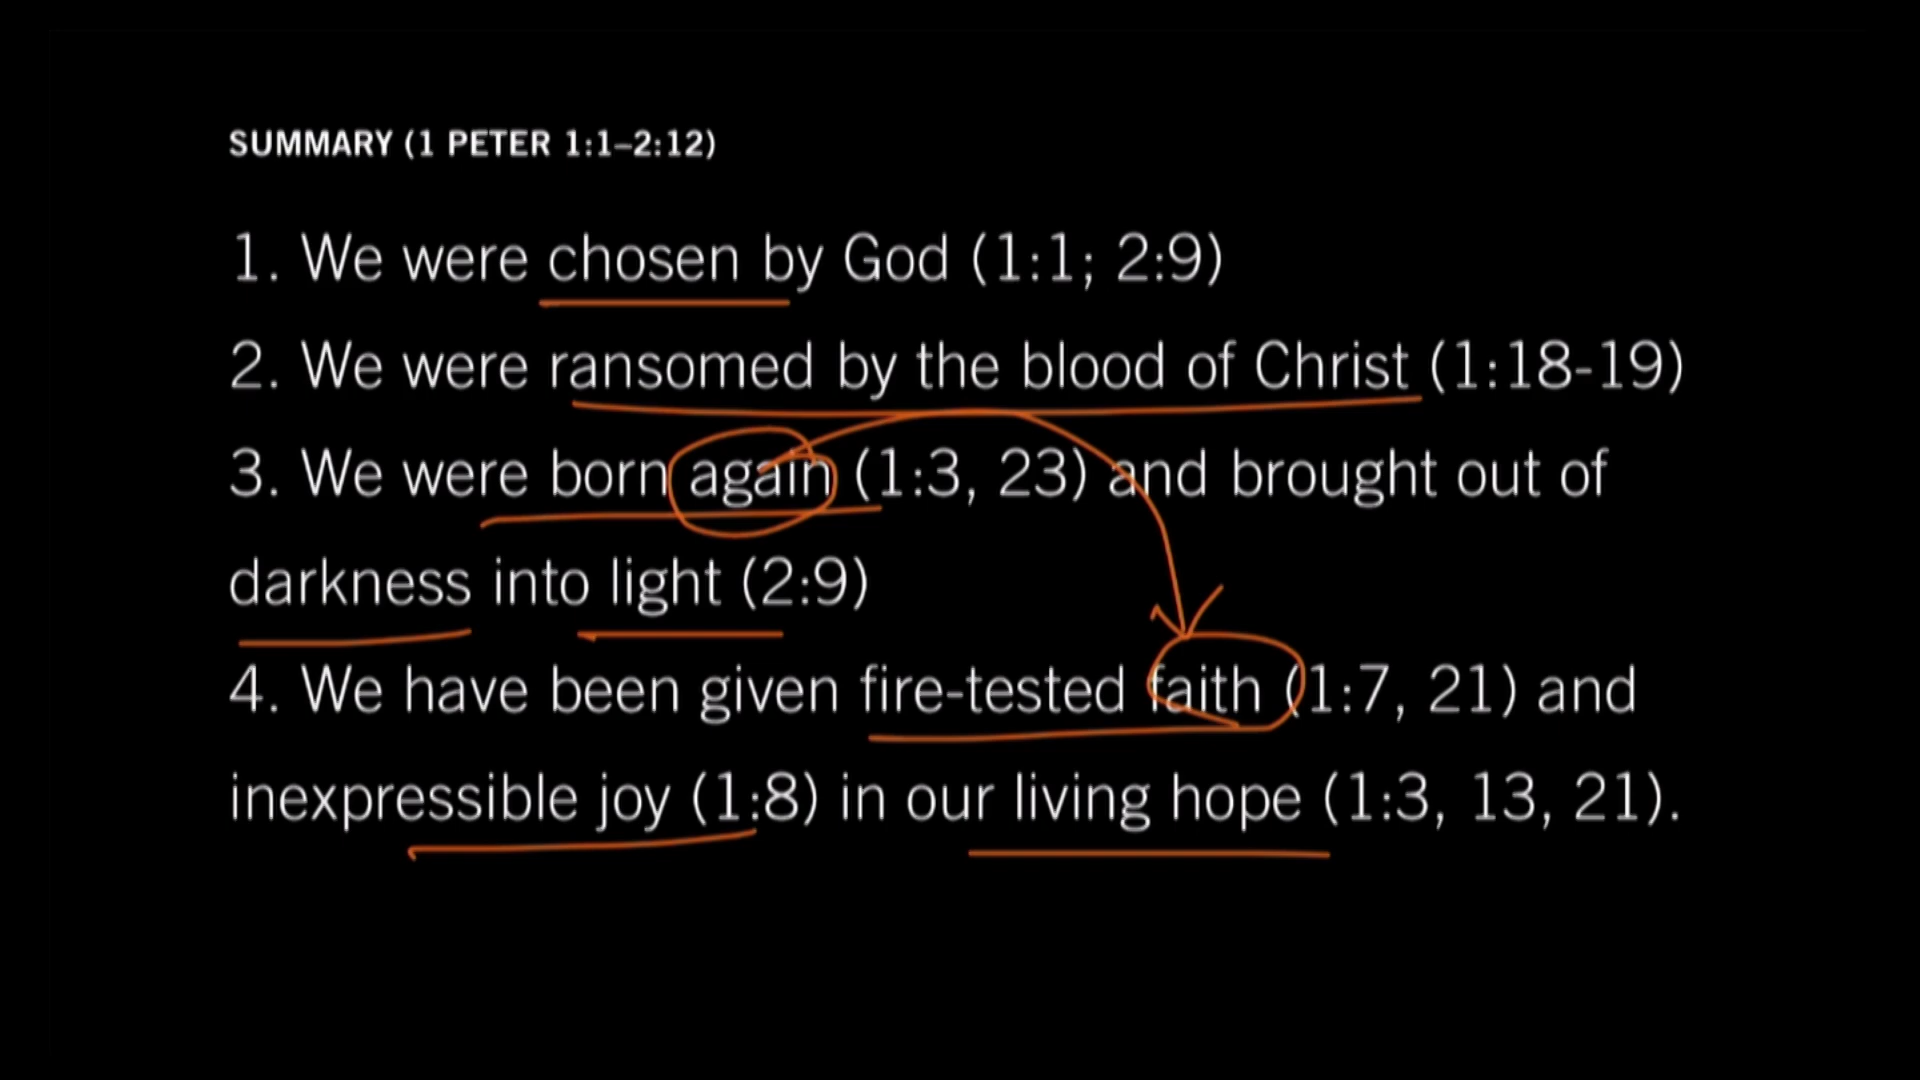 SUMMARY (1 PETER 1:1–2:12)
1. We were chosen by God (1:1; 2:9)
2. We were ransomed by the blood of Christ (1:18-19)
3. We were born again (1:3, 23) and brought out of
darkness into light (2:9)
4. We have been given fire-tested faith (1:7, 21) and
inexpressible joy (1:8) in our living hope (1:3, 13, 21).